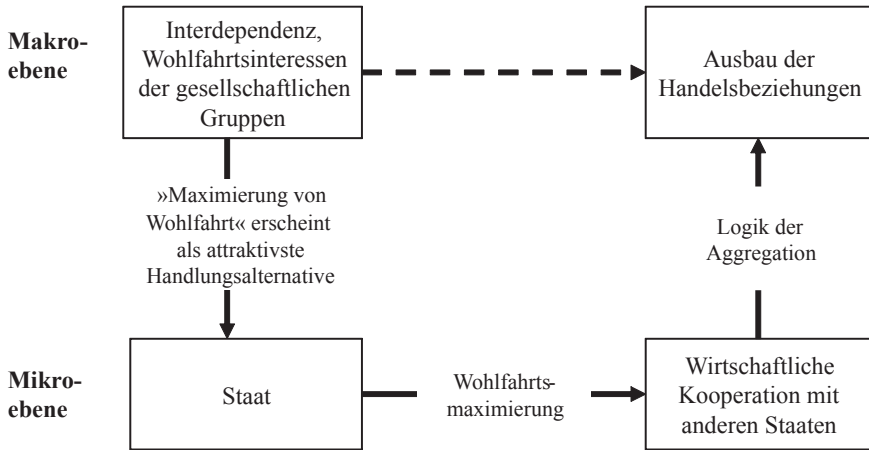 Makro-
ebene
Interdependenz,
Wohlfahrtsinteressen
der gesellschaftlichen
Gruppen
Ausbau der
Handelsbeziehungen
»Maximierung von
Wohlfahrt« erscheint
als attraktivste
Handlungsalternative
Logik der
Aggregation
Mikro-
ebene
Staat
Wohlfahrts-
maximierung
Wirtschaftliche
Kooperation mit
anderen Staaten